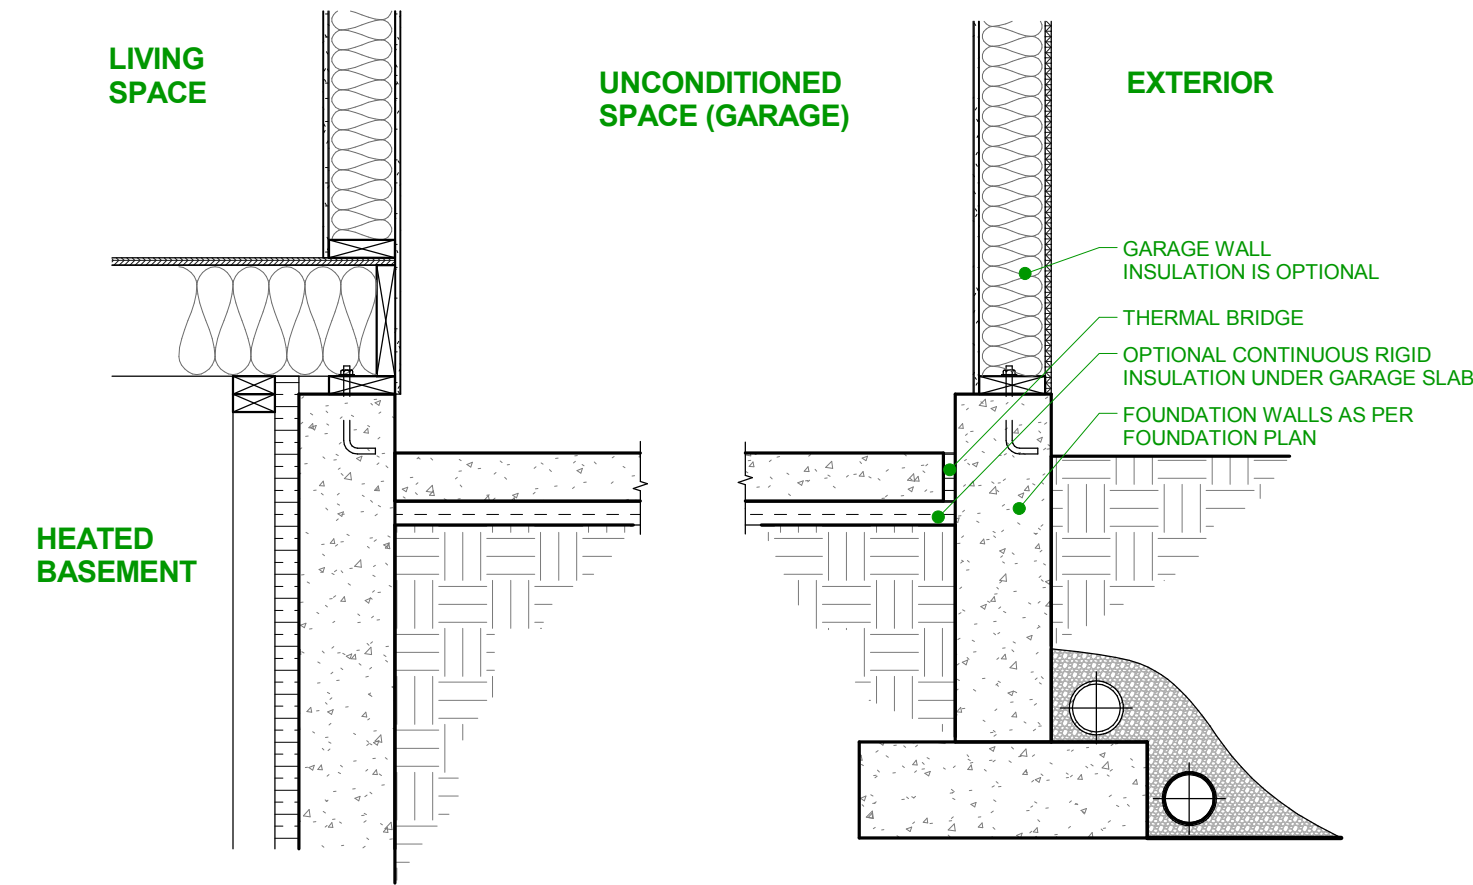 LIVING
SPACE
UNCONDITIONED
SPACE (GARAGE)
EXTERIOR
GARAGE WALL
INSULATION IS OPTIONAL
THERMAL BRIDGE
OPTIONAL CONTINUOUS RIGID
INSULATION UNDER GARAGE SLAB
FOUNDATION WALLS AS PER
FOUNDATION PLAN
HEATED
BASEMENT